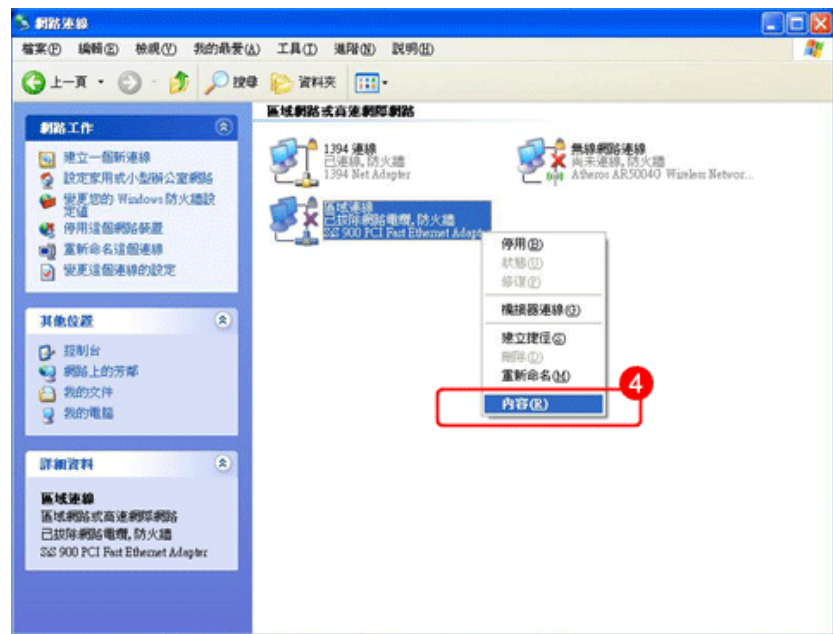 網路連線
檔案(F) 編輯(E) 檢視(V) 我的最愛(A) 工具(T) 進階(N) 說明(H)
上一頁 搜尋 資料夾
網路工作
建立一個新連線
設定家用或小型辦公室網路
變更您的 Windows 防火牆設
定值
停用這個網路裝置
重新命名這個連線
變更這個連線的設定
其他位置
控制台
網路上的芳鄰
我的文件
我的電腦
詳細資料
區域連線
區域網路或高速網際網路
已拔除網路電纜, 防火牆
SiS 900 PCI Fast Ethernet Adapter
區域網路或高速網際網路
1394 連線
已連線, 防火牆
1394 Net Adapter
無線網路連線
尚未連線, 防火牆
Atheros AR5004G Wireless Networ...
區域連線
已拔除網路電纜, 防火牆
SiS 900 PCI Fast Ethernet Adapt
停用(B)
狀態(U)
修復(P)
橋接器連線(G)
建立捷徑(S)
刪除(D)
重新命名(M)
內容(R)
4